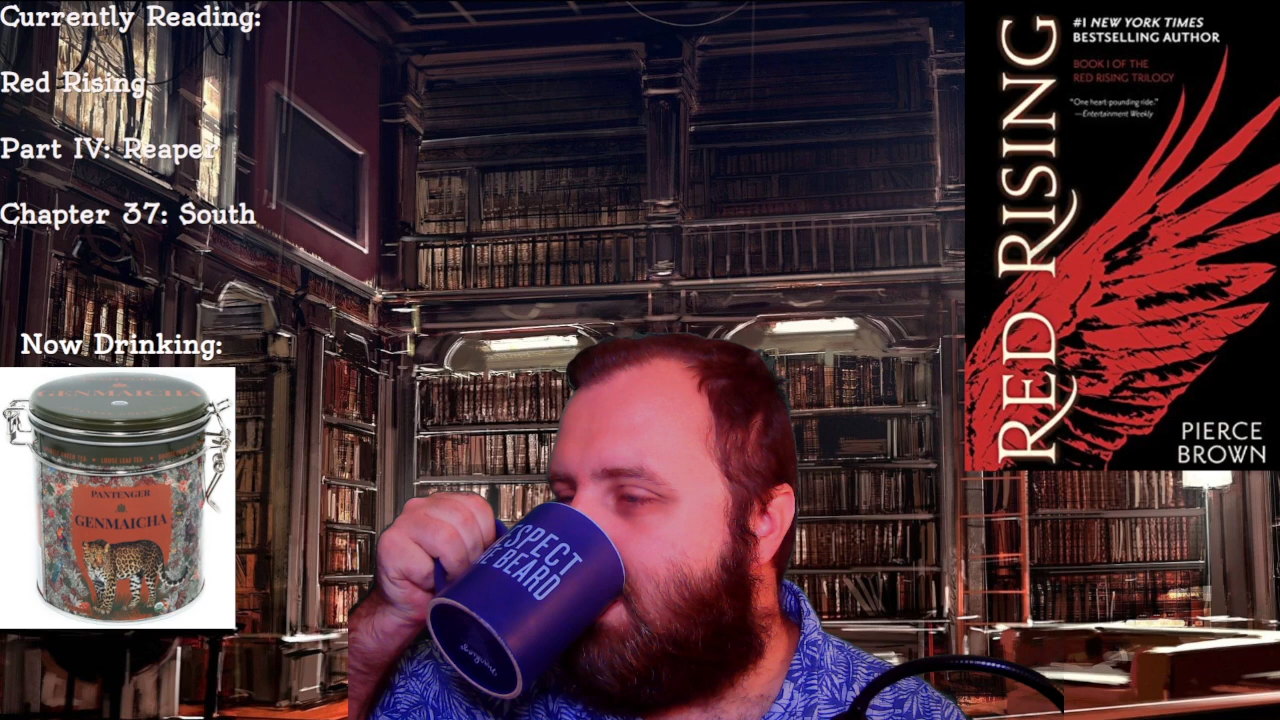 Currently Reading:
Red Rising
Part IV: Reaper
Chapter 37: South
Now Drinking:
GENMAICHA
PANTENGER
GENMAICHA
SPECT
E BEARD
RED RISING
#1 NEW YORK TIMES
BESTSELLING AUTHOR
BOOK I OF THE
RED RISING TRILOGY
"One heart-pounding ride."
—Entertainment Weekly
PIERCE
BROWN